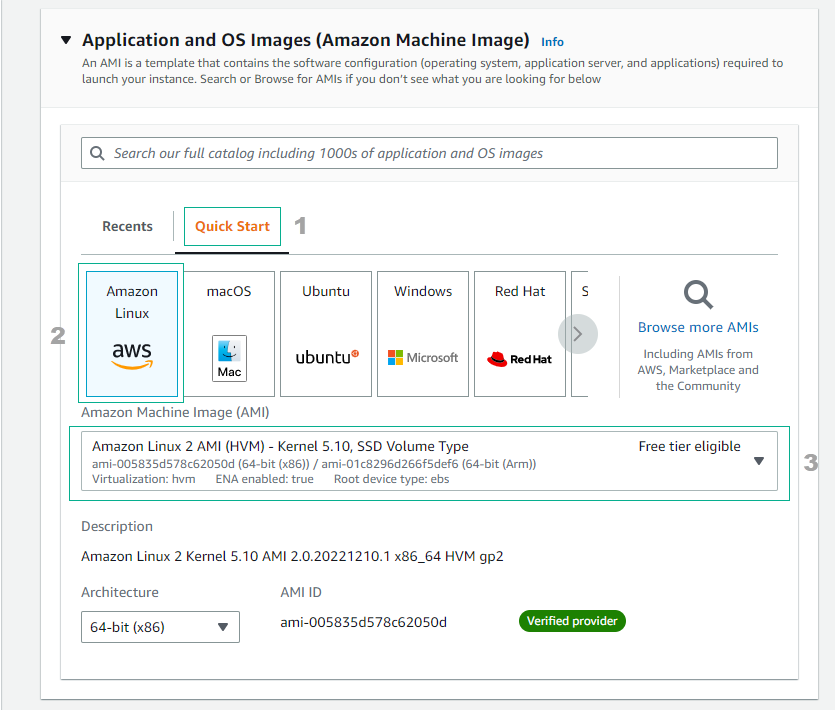 Application and OS Images (Amazon Machine Image) Info
An AMI is a template that contains the software configuration (operating system, application server, and applications) required to
launch your instance. Search or Browse for AMIs if you don't see what you are looking for below
Search our full catalog including 1000s of application and OS images
Recents
Quick Start
1
2
Amazon
Linux
aws
macOS
Mac
Ubuntu
ubuntu
Windows
Microsoft
Red Hat
Red Hat
S
Browse more AMIs
Including AMIs from
AWS, Marketplace and
the Community
Amazon Machine Image (AMI)
Amazon Linux 2 AMI (HVM) - Kernel 5.10, SSD Volume Type Free tier eligible
ami-005835d578c62050d (64-bit (x86)) / ami-01c8296d266f5def6 (64-bit (Arm))
Virtualization: hvm ENA enabled: true Root device type: ebs
3
Description
Amazon Linux 2 Kernel 5.10 AMI 2.0.20221210.1 x86_64 HVM gp2
Architecture AMI ID
64-bit (x86) ami-005835d578c62050d Verified provider